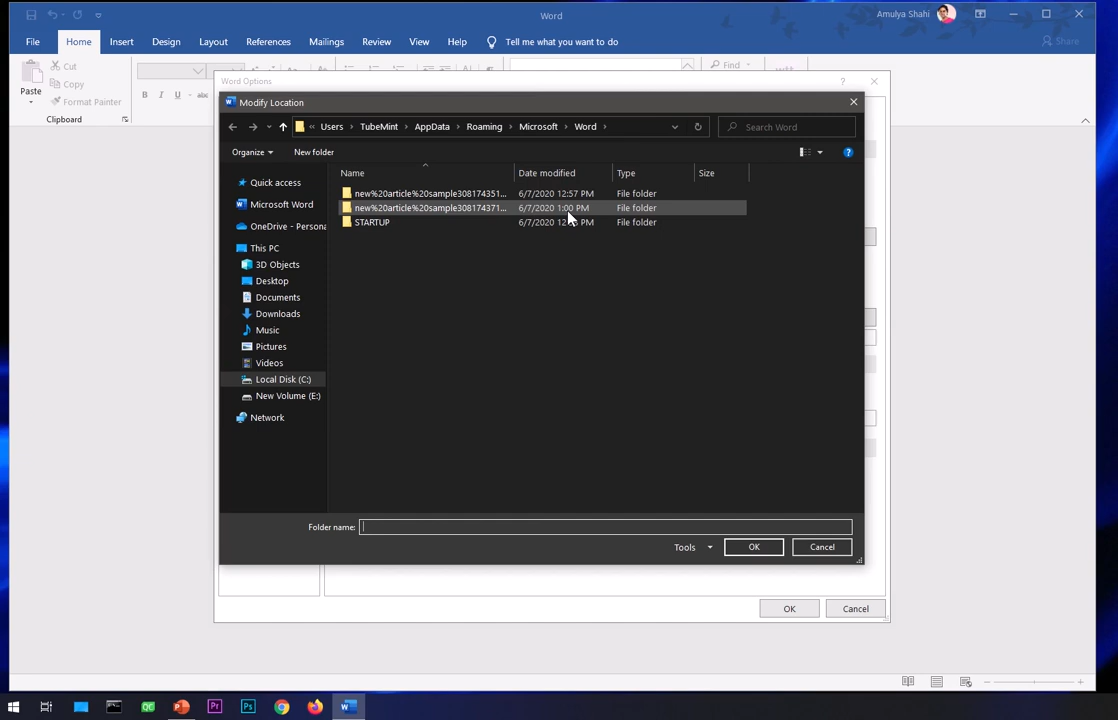 Word
Amulya Shahi
File Home Insert Design Layout References Mailings Review View Help Tell me what you want to do Share
Paste
Cut
Copy
Format Painter
Clipboard
B I U abc
Find
Word Options
?
Modify Location
« Users > TubeMint > AppData > Roaming > Microsoft > Word >
Search Word
Organize New folder
Name Date modified Type Size
new%20article%20sample308174351... 6/7/2020 12:57 PM File folder
new%20article%20sample308174371... 6/7/2020 1:00 PM File folder
STARTUP PM File folder
Quick access
Microsoft Word
OneDrive - Persona
This PC
3D Objects
Desktop
Documents
Downloads
Music
Pictures
Videos
Local Disk (C:)
New Volume (E:)
Network
Folder name:
Tools OK Cancel
OK Cancel